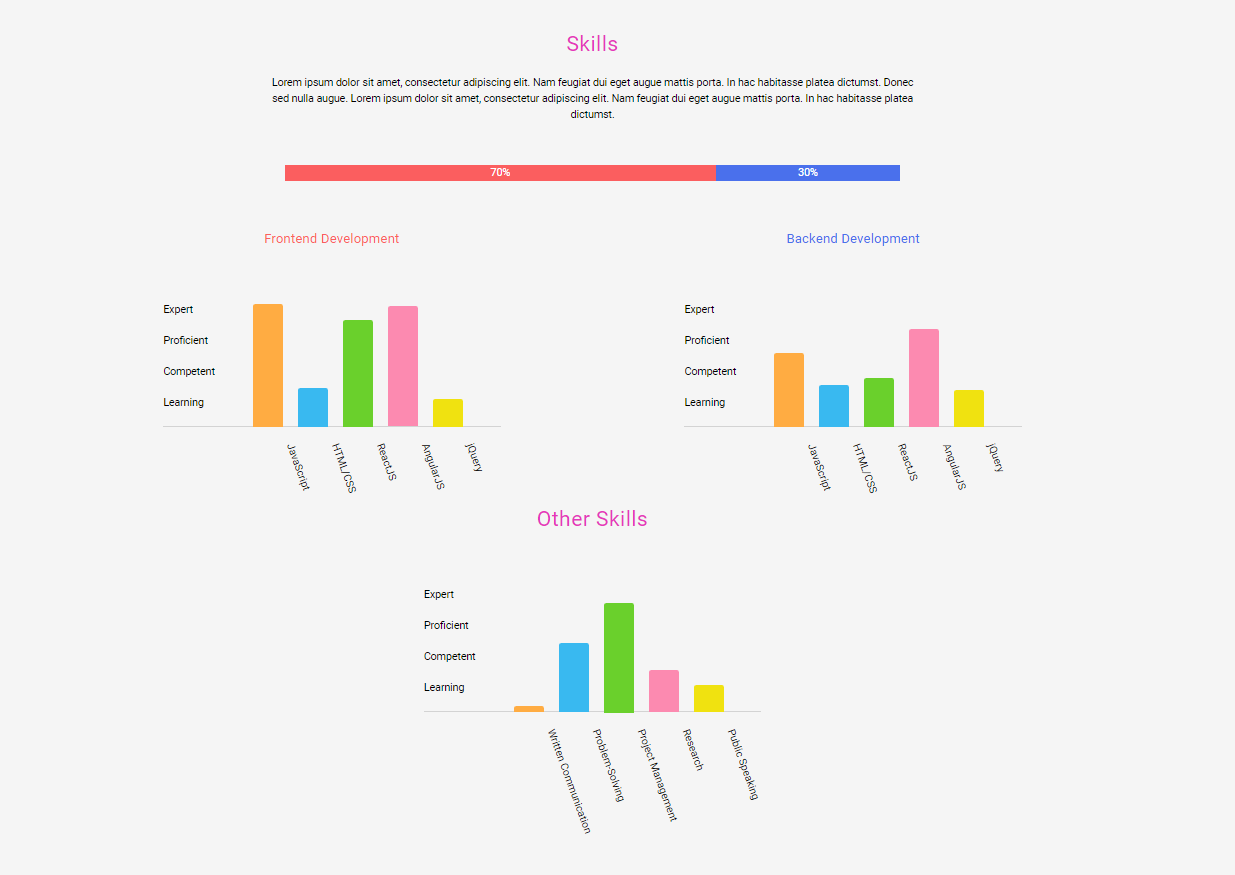 Skills
Lorem ipsum dolor sit amet, consectetur adipiscing elit. Nam feugiat dui eget augue mattis porta. In hac habitasse platea dictumst. Donec
sed nulla augue. Lorem ipsum dolor sit amet, consectetur adipiscing elit. Nam feugiat dui eget augue mattis porta. In hac habitasse platea
dictumst.
70%
30%
Frontend Development
Expert
Proficient
Competent
Learning
JavaScript
HTML/CSS
ReactJS
AngularJS
jQuery
Backend Development
Expert
Proficient
Competent
Learning
JavaScript
HTML/CSS
ReactJS
AngularJS
jQuery
Other Skills
Expert
Proficient
Competent
Learning
Written Communication
Problem-Solving
Project Management
Research
Public Speaking